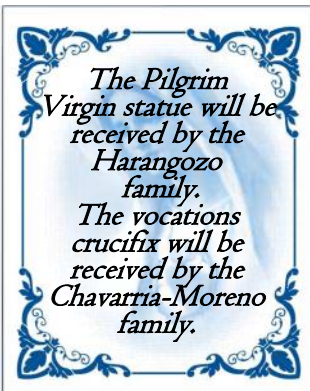 The Pilgrim
Virgin statue will be
received by the
Harangozo
family.
The vocations
crucifix will be
received by the
Chavarria-Moreno
family.